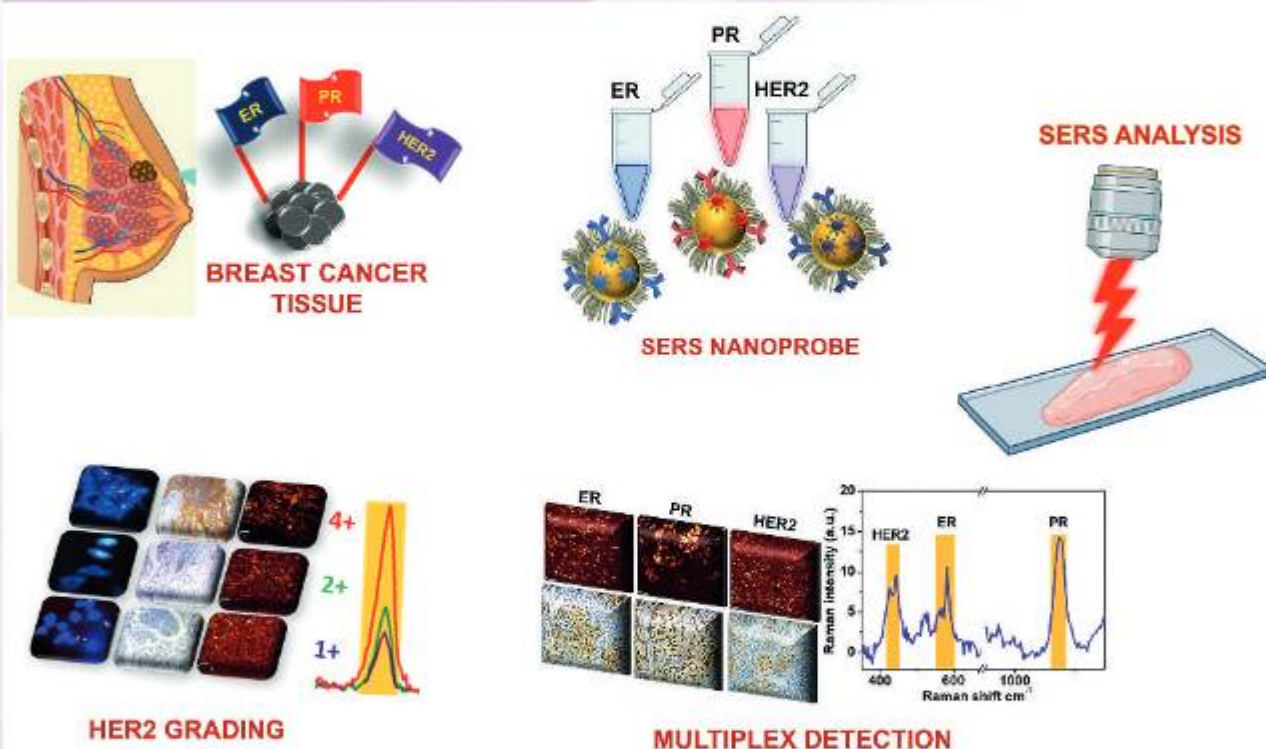 ER
PR
HER2
BREAST CANCER
TISSUE
ER
PR
HER2
SERS NANOPROBE
SERS ANALYSIS
4+
2+
1+
HER2 GRADING
ER
PR
HER2
MULTIPLEX DETECTION
20
15
10
5
0
Raman intensity (a.u.)
HER2
ER
PR
400
600
1000
Raman shift cm⁻¹